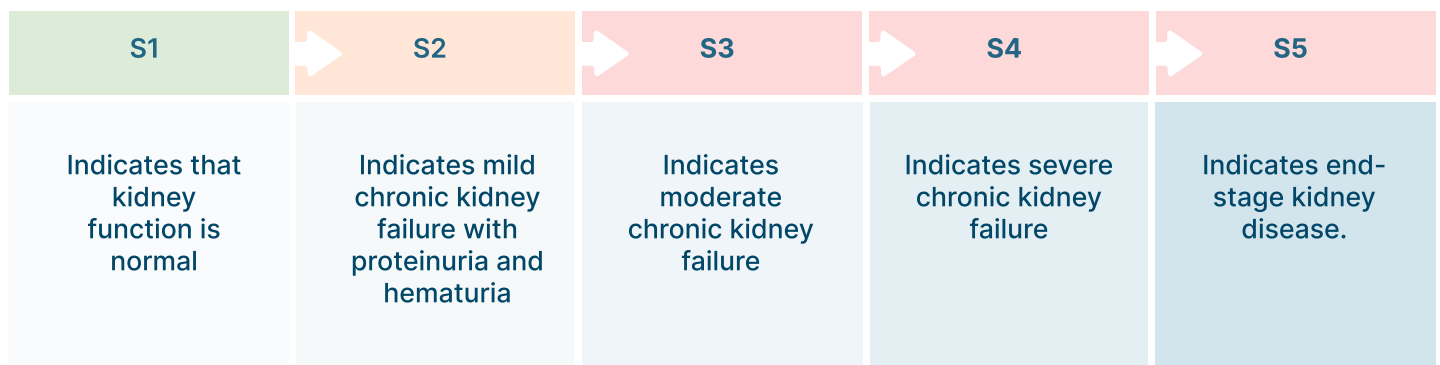 S1
S2
S3
S4
S5
Indicates that
kidney
function is
normal
Indicates mild
chronic kidney
failure with
proteinuria and
hematuria
Indicates
moderate
chronic kidney
failure
Indicates severe
chronic kidney
failure
Indicates end-
stage kidney
disease.